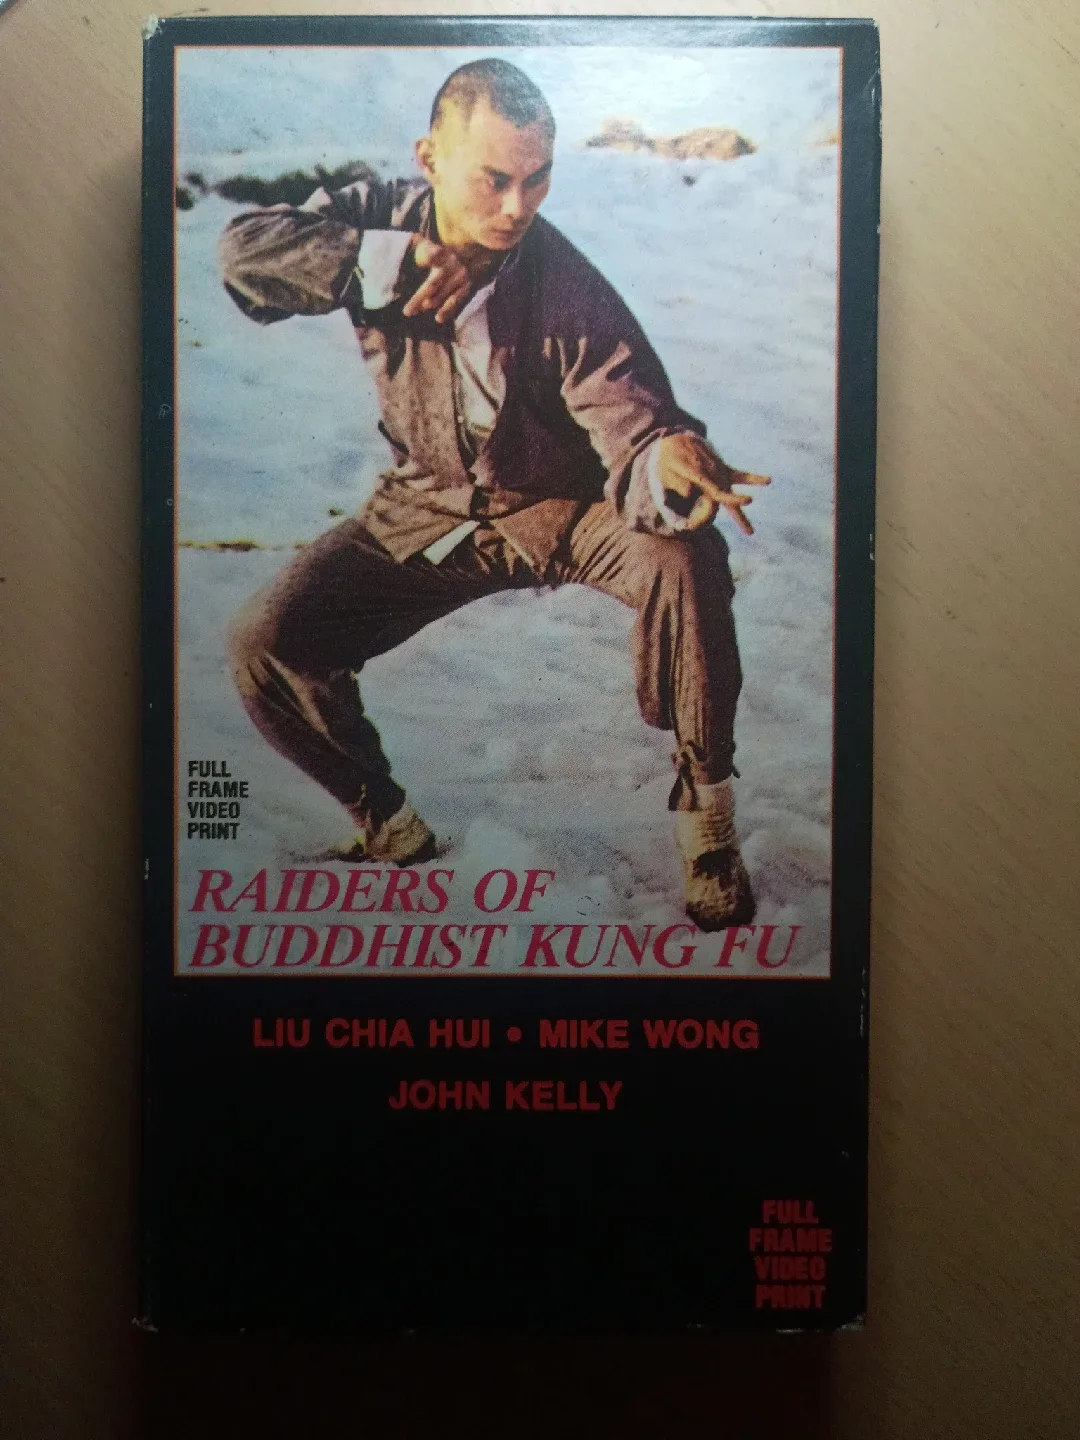 FULL
FRAME
VIDEO
PRINT
RAIDERS OF
BUDDHIST KUNG FU
LIU CHIA HUI • MIKE WONG
JOHN KELLY
FULL
FRAME
VIDEO
PRINT